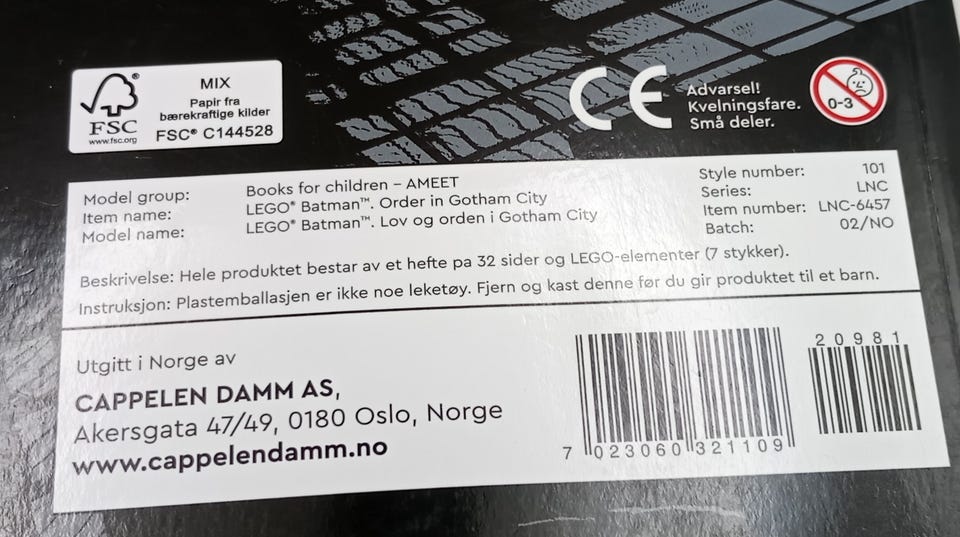 FSC®
www.fsc.org
MIX
Papir fra
bærekraftige kilder
FSC® C144528
CE
Advarsel!
Kvelningsfare.
Små deler.
0-3
Model group: Books for children – AMEET
Item name: LEGO® Batman™. Order in Gotham City
Model name: LEGO® Batman™. Lov og orden i Gotham City
Style number: 101
Series: LNC
Item number: LNC-6457
Batch: 02/NO
Beskrivelse: Hele produktet bestar av et hefte pa 32 sider og LEGO-elementer (7 stykker).
Instruksjon: Plastemballasjen er ikke noe leketøy. Fjern og kast denne før du gir produktet til et barn.
Utgitt i Norge av
CAPPELEN DAMM AS,
Akersgata 47/49, 0180 Oslo, Norge
www.cappelendamm.no
7 023060 321109
20981